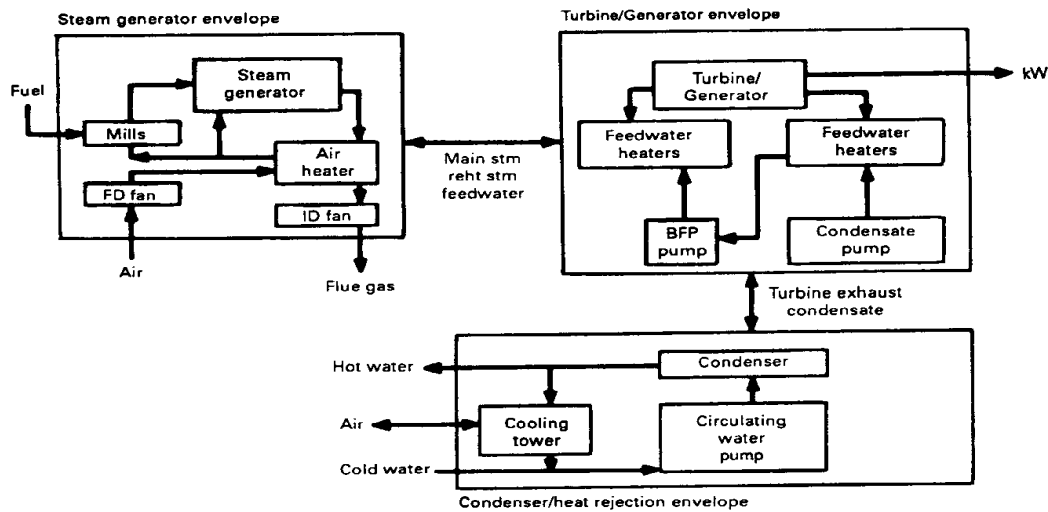 Steam generator envelope
Turbine/Generator envelope
Fuel
Steam
generator
Mills
Air
heater
FD fan
ID fan
Air
Flue gas
Main stm
reht stm
feedwater
Turbine/
Generator
kW
Feedwater
heaters
Feedwater
heaters
BFP
pump
Condensate
pump
Turbine exhaust
condensate
Hot water
Condenser
Air
Cooling
tower
Circulating
water
pump
Cold water
Condenser/heat rejection envelope